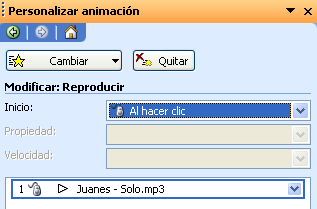 Personalizar animación
Cambiar Quitar
Modificar: Reproducir
Inicio: Al hacer clic
Propiedad:
Velocidad:
1 Juanes - Solo.mp3